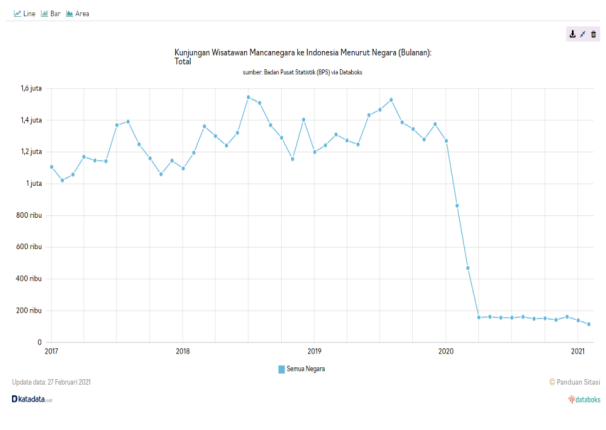 Line Bar Area
Kunjungan Wisatawan Mancanegara ke Indonesia Menurut Negara (Bulanan):
Total
sumber: Badan Pusat Statistik (BPS) via Databoks
1,6 juta
1,4 juta
1,2 juta
1 juta
800 ribu
600 ribu
400 ribu
200 ribu
0
2017 2018 2019 2020 2021
Semua Negara
Update data: 27 Februari 2021
© Panduan Sitasi
Dkatadata
databoks